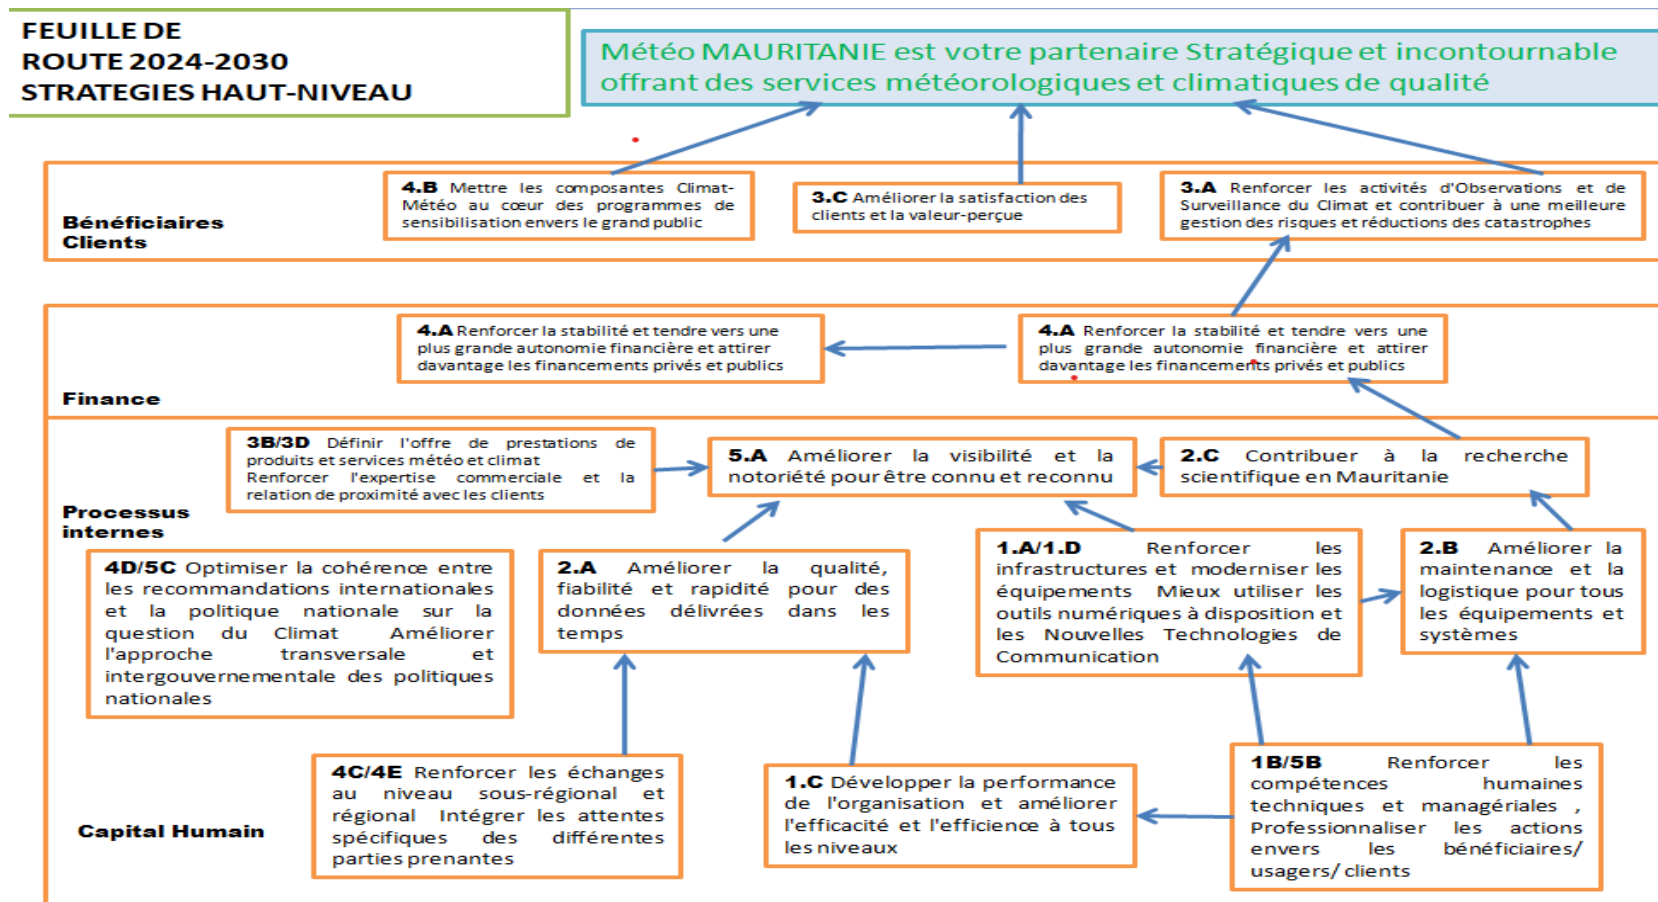 FEUILLE DE
ROUTE 2024-2030
STRATEGIES HAUT-NIVEAU
Météo MAURITANIE est votre partenaire Stratégique et incontournable
offrant des services météorologiques et climatiques de qualité
Bénéficiaires
Clients
4.B Mettre les composantes Climat-
Météo au cœur des programmes de
sensibilisation envers le grand public
3.C Améliorer la satisfaction des
clients et la valeur-perçue
3.A Renforcer les activités d'Observations et de
Surveillance du Climat et contribuer à une meilleure
gestion des risques et réductions des catastrophes
Finance
4.A Renforcer la stabilité et tendre vers une
plus grande autonomie financière et attirer
davantage les financements privés et publics
4.A Renforcer la stabilité et tendre vers une
plus grande autonomie financière et attirer
davantage les financements privés et publics
Processus
internes
3B/3D Définir l'offre de prestations de
produits et services météo et climat
Renforcer l'expertise commerciale et la
relation de proximité avec les clients
5.A Améliorer la visibilité et la
notoriété pour être connu et reconnu
2.C Contribuer à la recherche
scientifique en Mauritanie
4D/5C Optimiser la cohérence entre
les recommandations internationales
et la politique nationale sur la
question du Climat Améliorer
l'approche transversale et
intergouvernementale des politiques
nationales
2.A Améliorer la qualité,
fiabilité et rapidité pour des
données délivrées dans les
temps
1.A/1.D Renforcer les
infrastructures et moderniser les
équipements Mieux utiliser les
outils numériques à disposition et
les Nouvelles Technologies de
Communication
2.B Améliorer la
maintenance et la
logistique pour tous
les équipements et
systèmes
Capital Humain
4C/4E Renforcer les échanges
au niveau sous-régional et
régional Intégrer les attentes
spécifiques des différentes
parties prenantes
1.C Développer la performance
de l'organisation et améliorer
l'efficacité et l'efficience à tous
les niveaux
1B/5B Renforcer les
compétences humaines
techniques et managériales ,
Professionnaliser les actions
envers les bénéficiaires/
usagers/ clients